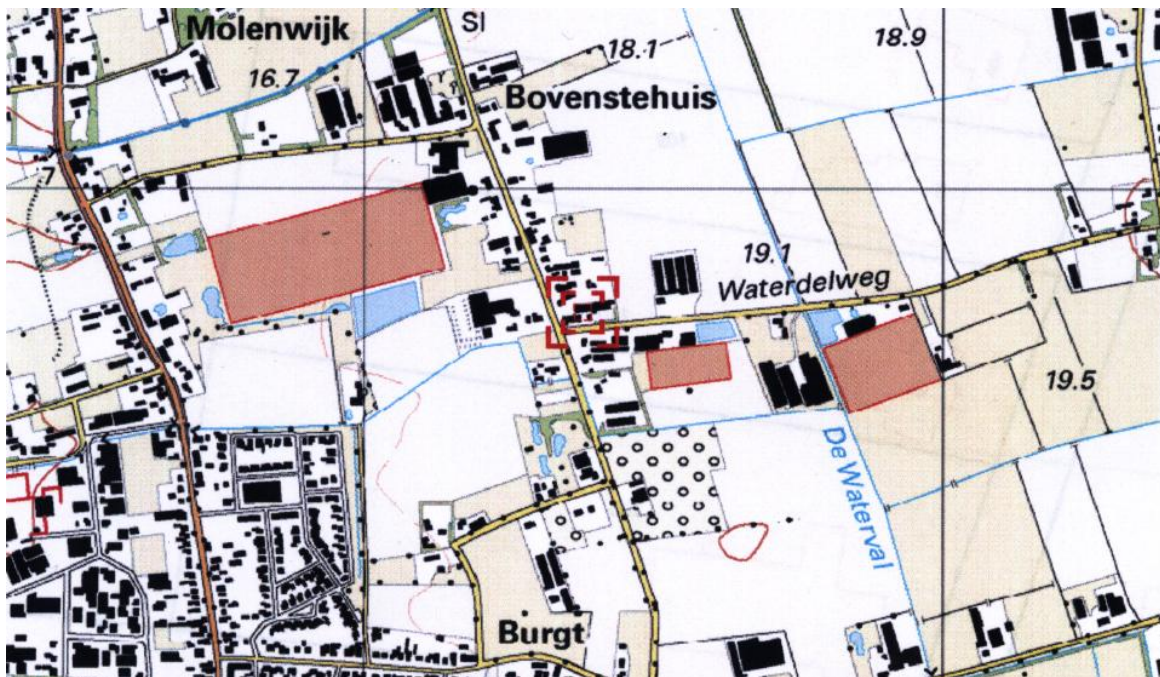 Molenwijk
Sl
16.7
18.1
18.9
Bovenstehuis
7
19.1
Waterdelweg
19.5
De Waterval
Burgt